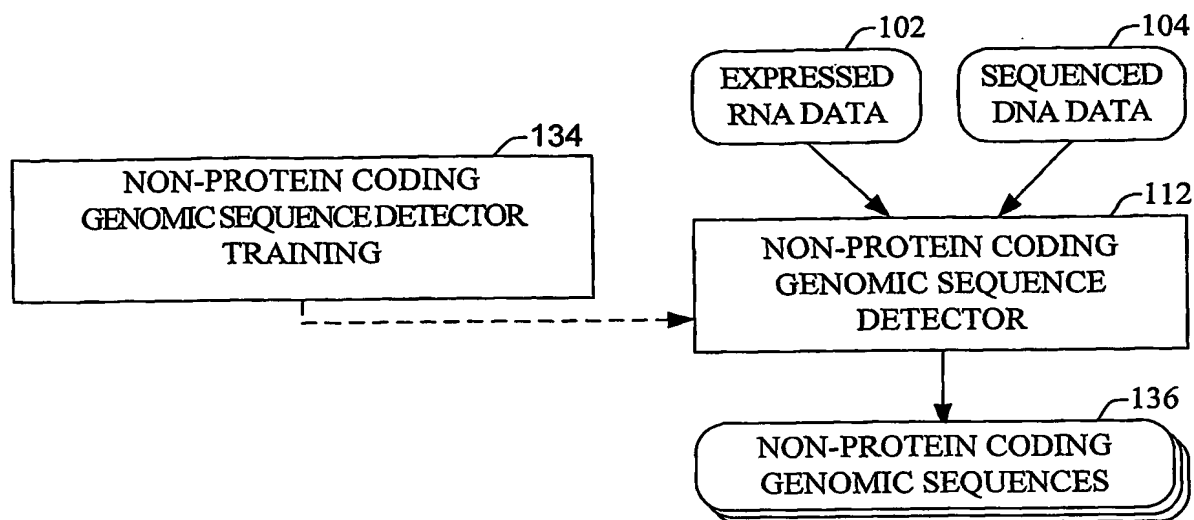 102
104
EXPRESSED
RNA DATA
SEQUENCED
DNA DATA
134
NON-PROTEIN CODING
GENOMIC SEQUENCE DETECTOR
TRAINING
112
NON-PROTEIN CODING
GENOMIC SEQUENCE
DETECTOR
136
NON-PROTEIN CODING
GENOMIC SEQUENCES